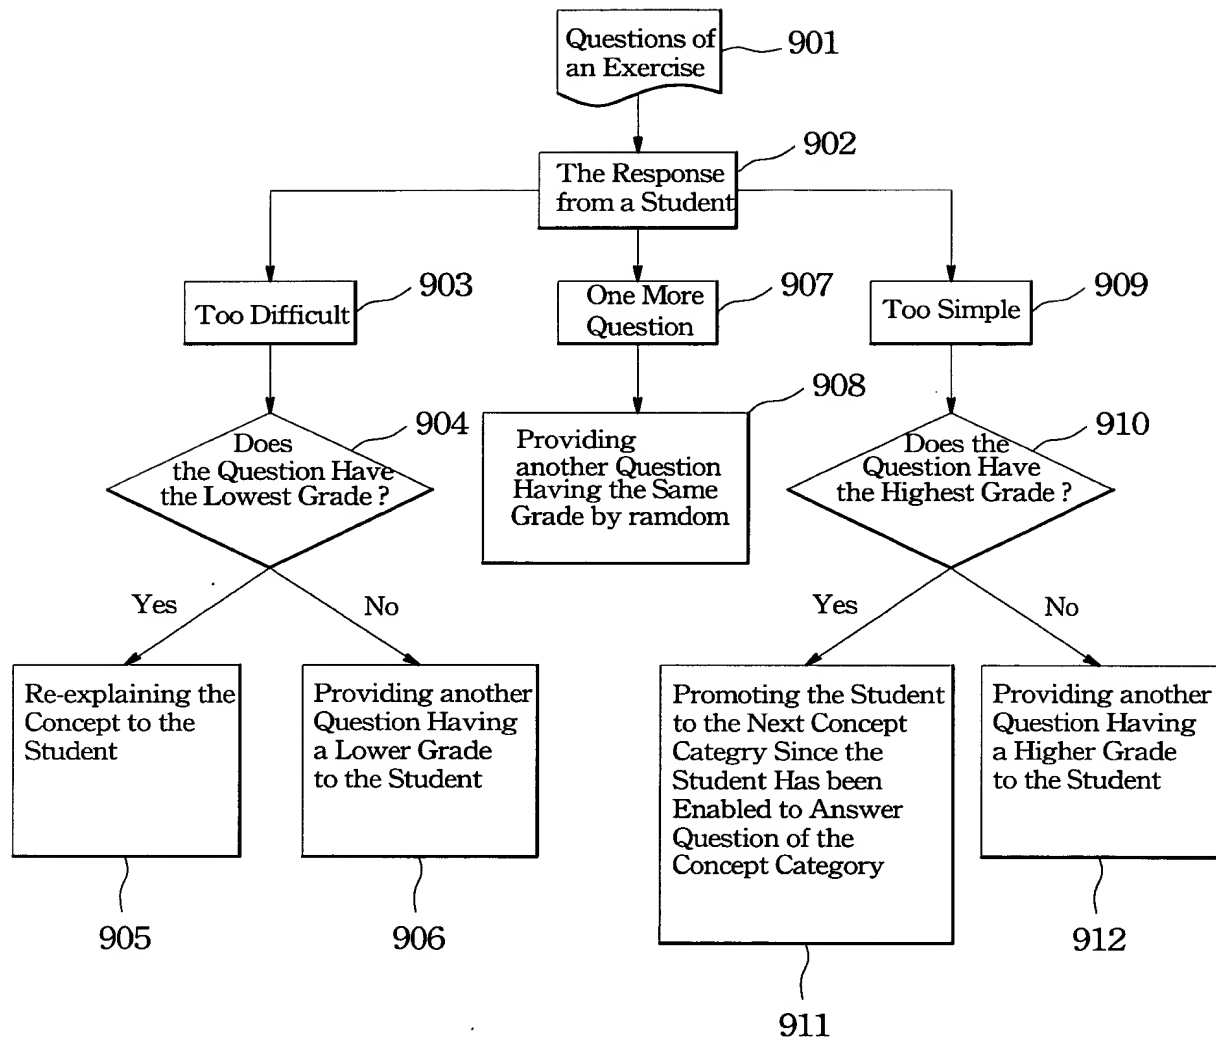 Questions of
an Exercise
901
The Response
from a Student
902
Too Difficult
903
One More
Question
907
Too Simple
909
Does
the Question Have
the Lowest Grade ?
904
Providing
another Question
Having the Same
Grade by ramdom
908
Does the
Question Have
the Highest Grade ?
910
Yes
No
Yes
No
Re-explaining the
Concept to the
Student
905
Providing another
Question Having
a Lower Grade
to the Student
906
Promoting the Student
to the Next Concept
Categry Since the
Student Has been
Enabled to Answer
Question of the
Concept Category
911
Providing another
Question Having
a Higher Grade
to the Student
912